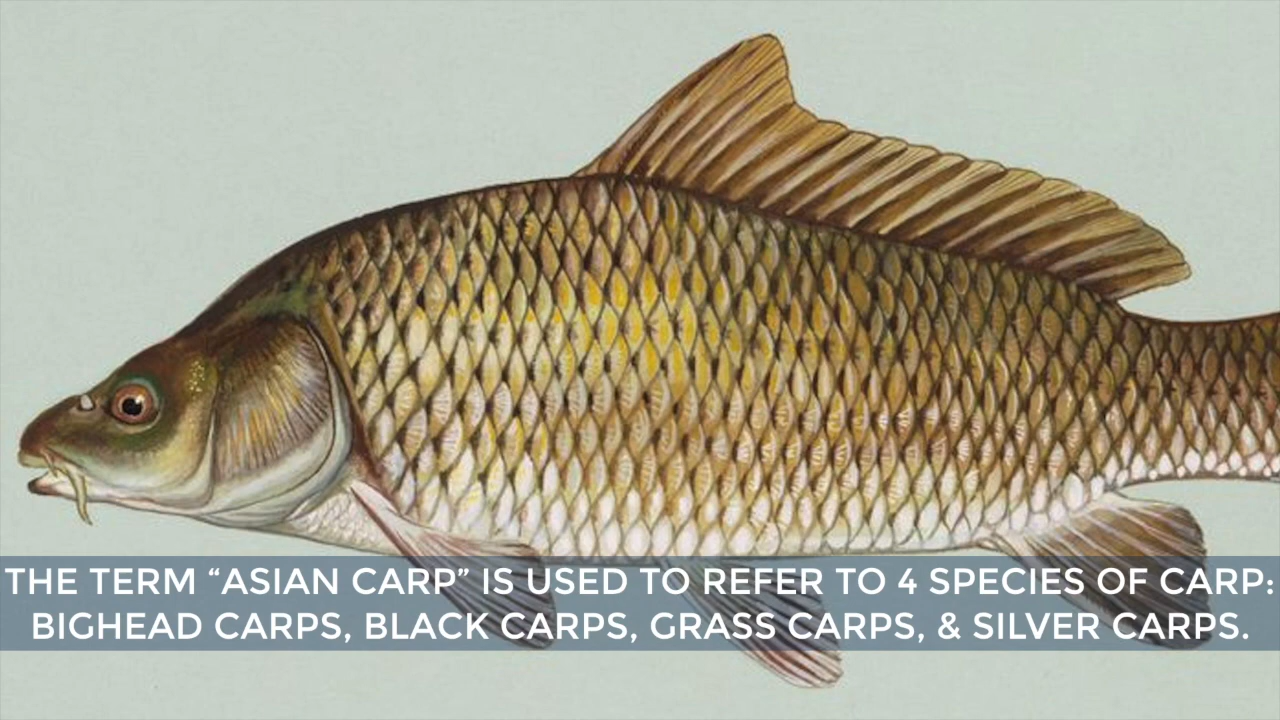 THE TERM “ASIAN CARP” IS USED TO REFER TO 4 SPECIES OF CARP:
BIGHEAD CARPS, BLACK CARPS, GRASS CARPS, & SILVER CARPS.